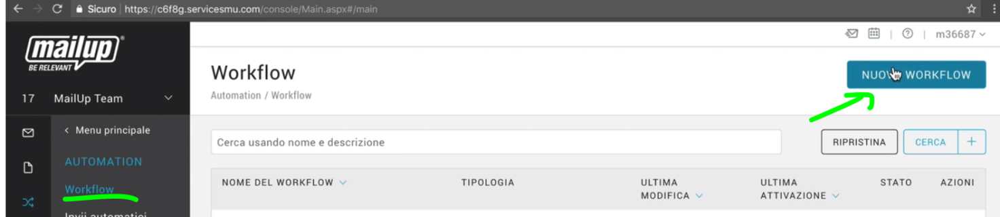 Sicuro https://c6f8g.servicesmu.com/console/Main.aspx#/main
mailup®
BE RELEVANT
m36687
Workflow
NUOVO WORKFLOW
Automation / Workflow
17 MailUp Team
Menu principale
AUTOMATION
Workflow
Invii automatici
Cerca usando nome e descrizione
RIPRISTINA
CERCA +
NOME DEL WORKFLOW
TIPOLOGIA
ULTIMA
MODIFICA
ULTIMA
ATTIVAZIONE
STATO
AZIONI